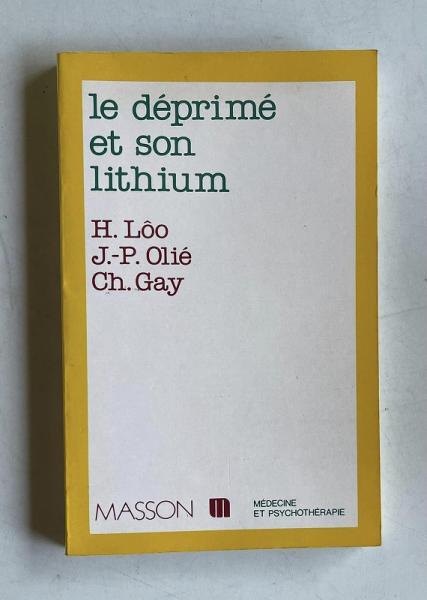 le déprimé
et son
lithium
H. Lôo
J.-P. Olié
Ch. Gay
MASSON m
MÉDECINE
ET PSYCHOTHÉRAPIE